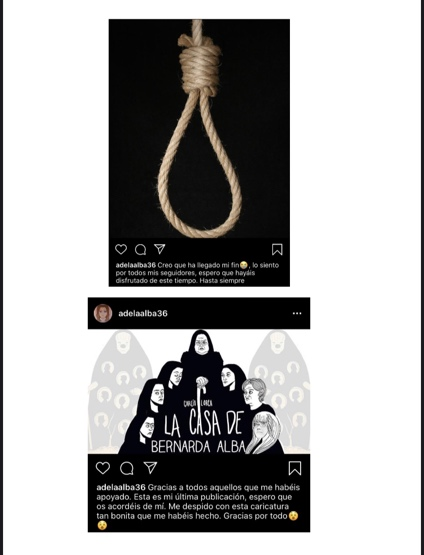 adelaalba36 Creo que ha llegado mi fin😢, lo siento
por todos mis seguidores, espero que hayáis
disfrutado de este tiempo. Hasta siempre
adelaalba36
GARCÍA LORCA
LA CASA DE
BERNARDA ALBA
adelaalba36 Gracias a todos aquellos que me habéis
apoyado. Esta es mi última publicación, espero que
os acordéis de mí. Me despido con esta caricatura
tan bonita que me habéis hecho. Gracias por todo😵
😵